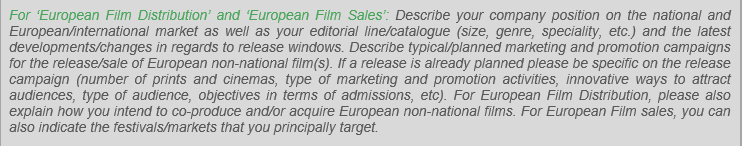 For ‘European Film Distribution’ and ‘European Film Sales’: Describe your company position on the national and
European/international market as well as your editorial line/catalogue (size, genre, speciality, etc.) and the latest
developments/changes in regards to release windows. Describe typical/planned marketing and promotion campaigns
for the release/sale of European non-national film(s). If a release is already planned please be specific on the release
campaign (number of prints and cinemas, type of marketing and promotion activities, innovative ways to attract
audiences, type of audience, objectives in terms of admissions, etc). For European Film Distribution, please also
explain how you intend to co-produce and/or acquire European non-national films. For European Film sales, you can
also indicate the festivals/markets that you principally target.